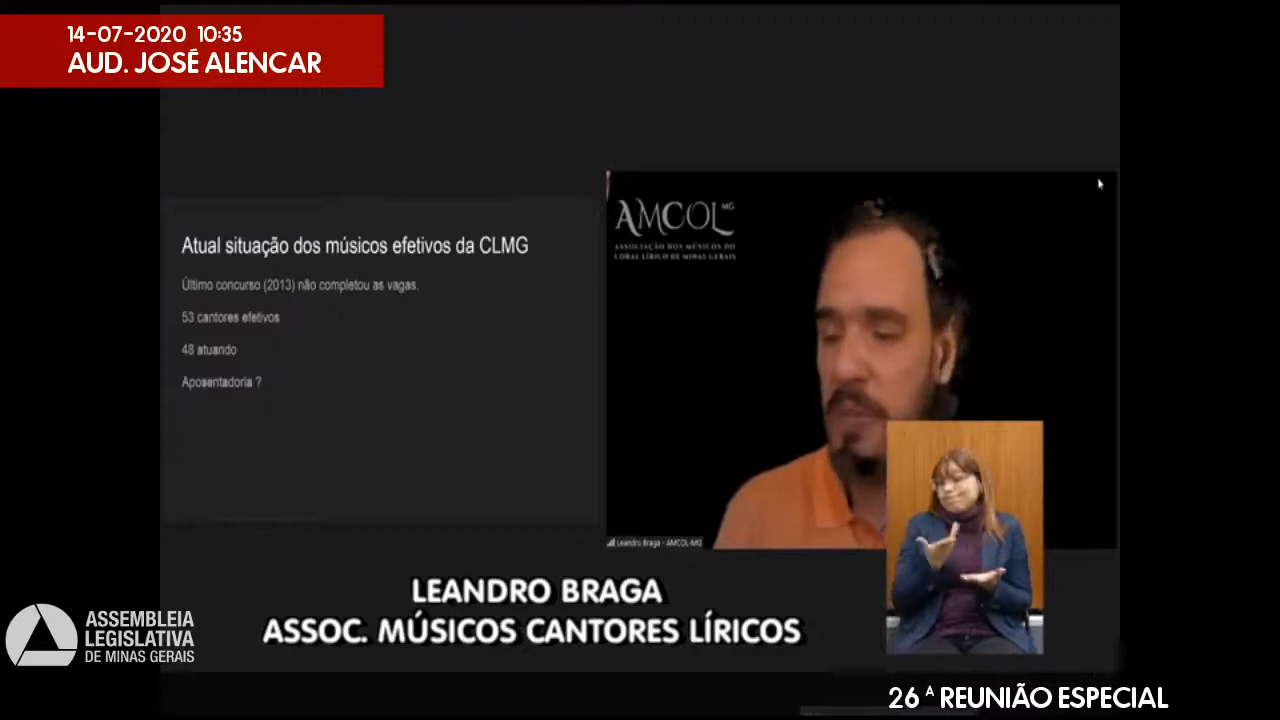 14-07-2020 10:35
AUD. JOSÉ ALENCAR
Atual situação dos músicos efetivos da CLMG
Último concurso (2013) não completou as vagas.
53 cantores efetivos
48 atuando
Aposentadoria ?
AMCOL MG
ASSOCIAÇÃO DOS MÚSICOS DO
CORAL LÍRICO DE MINAS GERAIS
Leandro Braga - AMCOL-MG
LEANDRO BRAGA
ASSOC. MÚSICOS CANTORES LÍRICOS
ASSEMBLEIA
LEGISLATIVA
DE MINAS GERAIS
26 ª REUNIÃO ESPECIAL